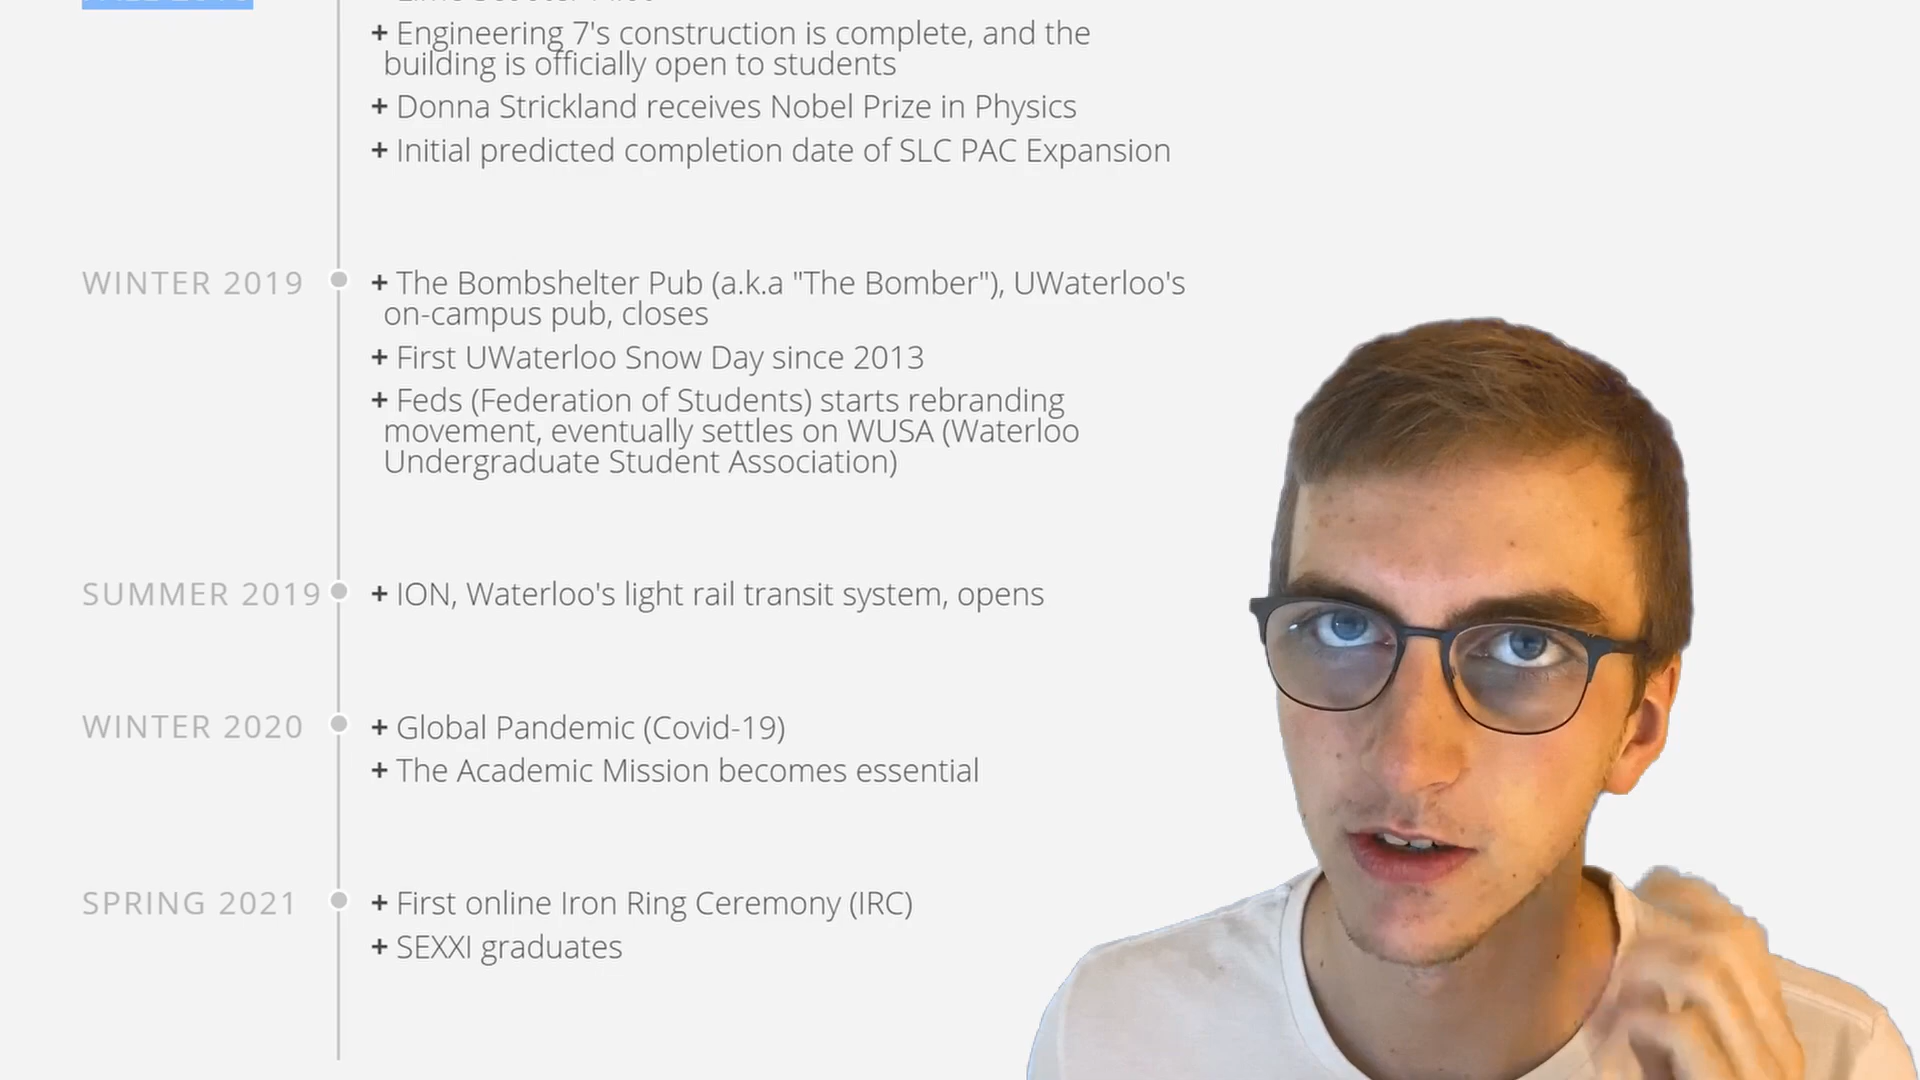 + Engineering 7's construction is complete, and the
building is officially open to students
+ Donna Strickland receives Nobel Prize in Physics
+ Initial predicted completion date of SLC PAC Expansion
WINTER 2019
+ The Bombshelter Pub (a.k.a "The Bomber"), UWaterloo's
on-campus pub, closes
+ First UWaterloo Snow Day since 2013
+ Feds (Federation of Students) starts rebranding
movement, eventually settles on WUSA (Waterloo
Undergraduate Student Association)
SUMMER 2019
+ ION, Waterloo's light rail transit system, opens
WINTER 2020
+ Global Pandemic (Covid-19)
+ The Academic Mission becomes essential
SPRING 2021
+ First online Iron Ring Ceremony (IRC)
+ SEXXI graduates